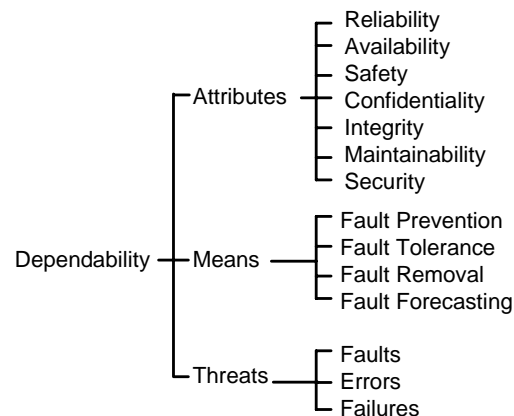 Dependability
Attributes
Reliability
Availability
Safety
Confidentiality
Integrity
Maintainability
Security
Means
Fault Prevention
Fault Tolerance
Fault Removal
Fault Forecasting
Threats
Faults
Errors
Failures